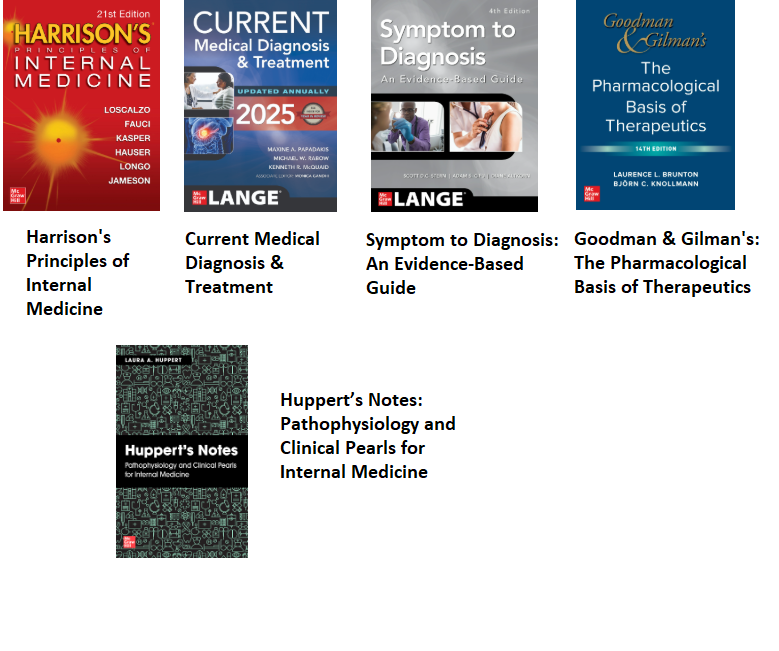 21st Edition
HARRISON'S
PRINCIPLES OF
INTERNAL
MEDICINE
LOSCALZO
FAUCI
KASPER
HAUSER
LONGO
JAMESON
Mc
Graw
Hill
CURRENT
Medical Diagnosis
& Treatment
UPDATED ANNUALLY
2025
MAXINE A. PAPADAKIS
MICHAEL W. RABOW
KENNETH R. McQUAID
ASSOCIATE EDITOR MONICA GANDHI
Mc
Graw
Hill
LANGE
4th Edition
Symptom to
Diagnosis
An Evidence-Based Guide
SCOTT D. STERN
Mc
Graw
Hill
LANGE
Goodman
& Gilman's
The
Pharmacological
Basis of
Therapeutics
14TH EDITION
LAURENCE L. BRUNTON
BJÖRN C. KNOLLMANN
Mc
Graw
Hill
Harrison's
Principles of
Internal
Medicine
Current Medical
Diagnosis &
Treatment
Symptom to Diagnosis:
An Evidence-Based
Guide
Goodman & Gilman's:
The Pharmacological
Basis of Therapeutics
LAURA A. HUPPERT
Huppert's Notes
Pathophysiology and Clinical Pearls
for Internal Medicine
Mc
Graw
Hill
Huppert’s Notes:
Pathophysiology and
Clinical Pearls for
Internal Medicine